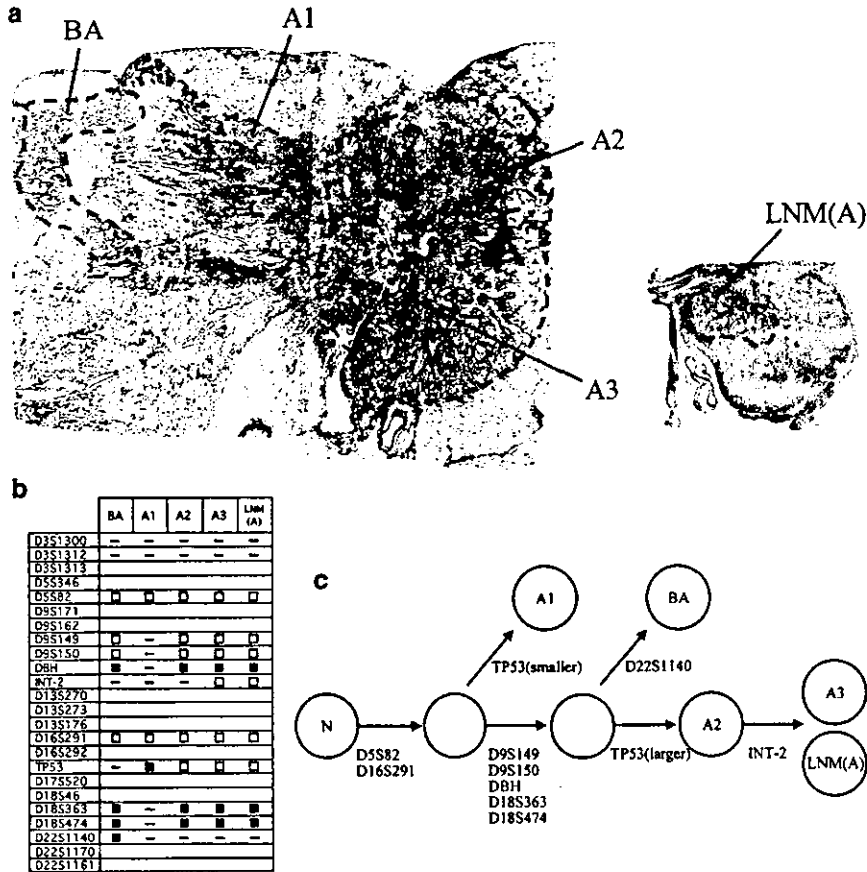 a
BA
A1
A2
A3
LNM(A)
b
BA A1 A2 A3 LNM (A)
D3S1300 – – – – –
D3S1312 – – – – –
D3S1313
D5S346
D5S82 □ □ □ □ □
D9S171
D9S162
D9S149 □ – □ □ □
D9S150 □ – □ □ □
DBH ■ – ■ ■ ■
INT-2 – – – □ □
D13S270
D13S273
D13S176
D16S291 □ □ □ □ □
D16S292
TP53 – ■ □ □ □
D17S520
D18S46
D18S363 ■ – ■ ■ ■
D18S474 ■ – ■ ■ ■
D22S1140 ■ – – – –
D22S1170
D22S1161
c
A1
BA
TP53(smaller)
D22S1140
N
A2
A3
LNM(A)
D5S82
D16S291
D9S149
D9S150
DBH
D18S363
D18S474
TP53(larger)
INT-2